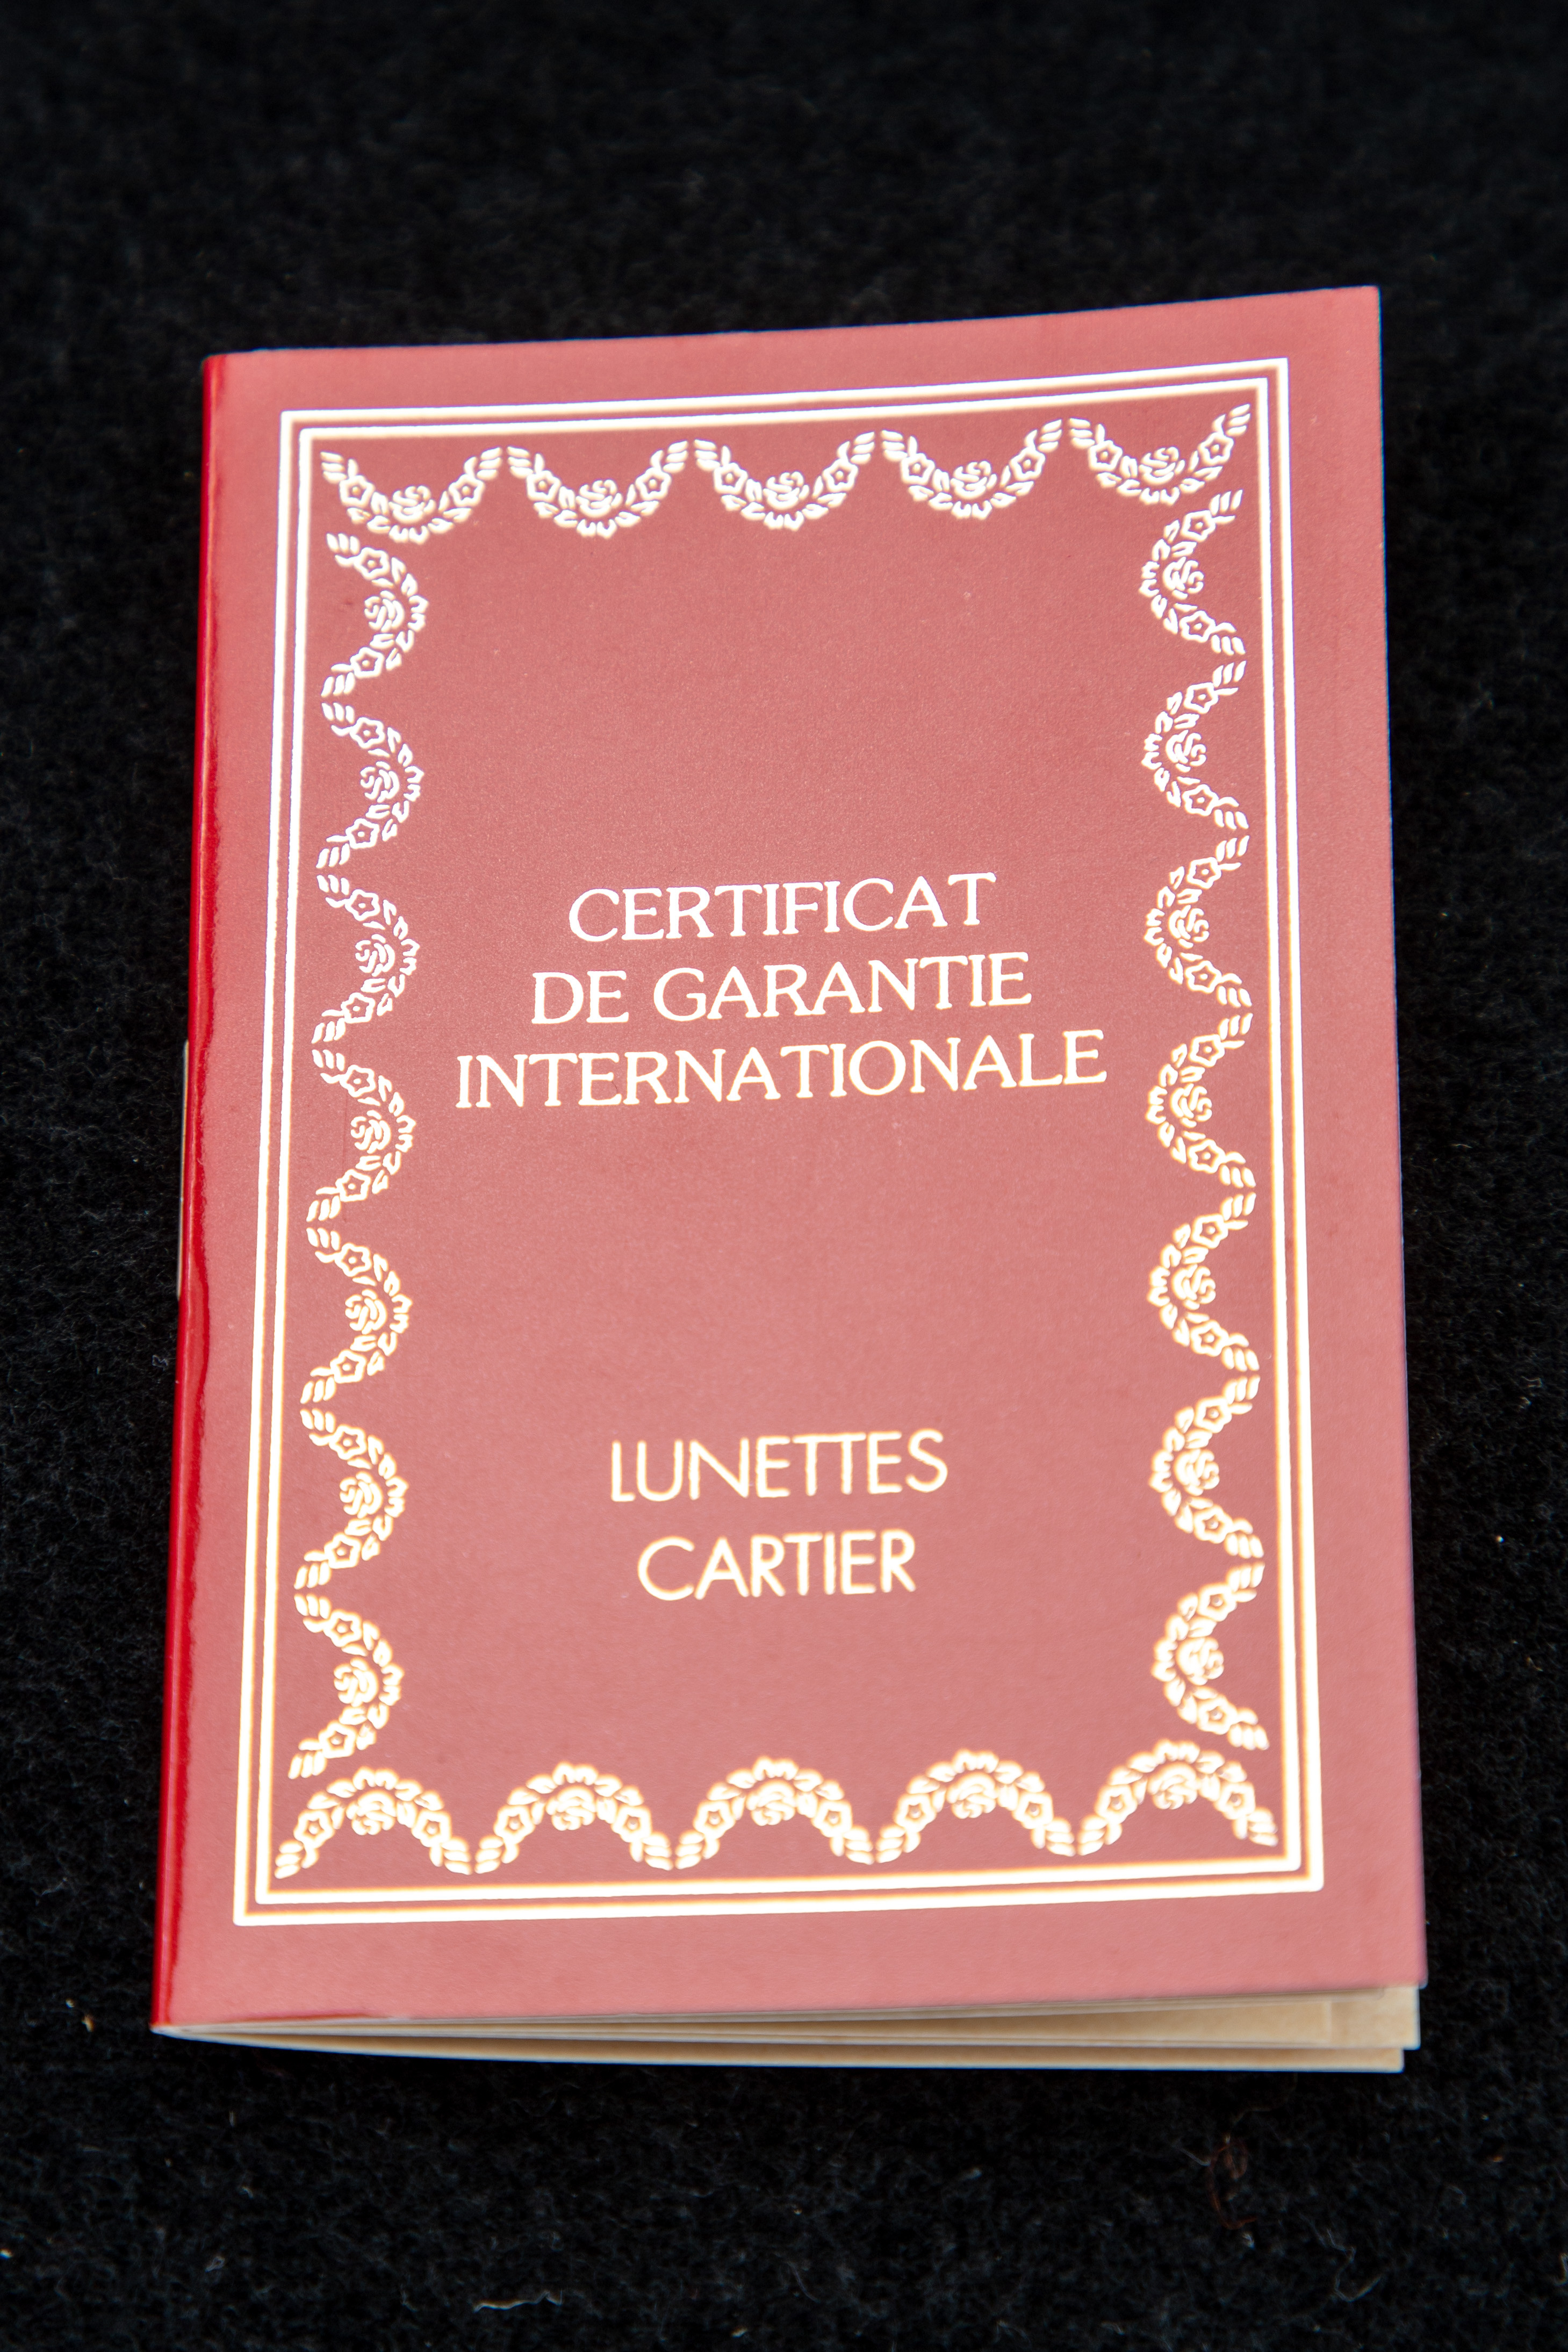 CERTIFICAT
DE GARANTIE
INTERNATIONALE
LUNETTES
CARTIER